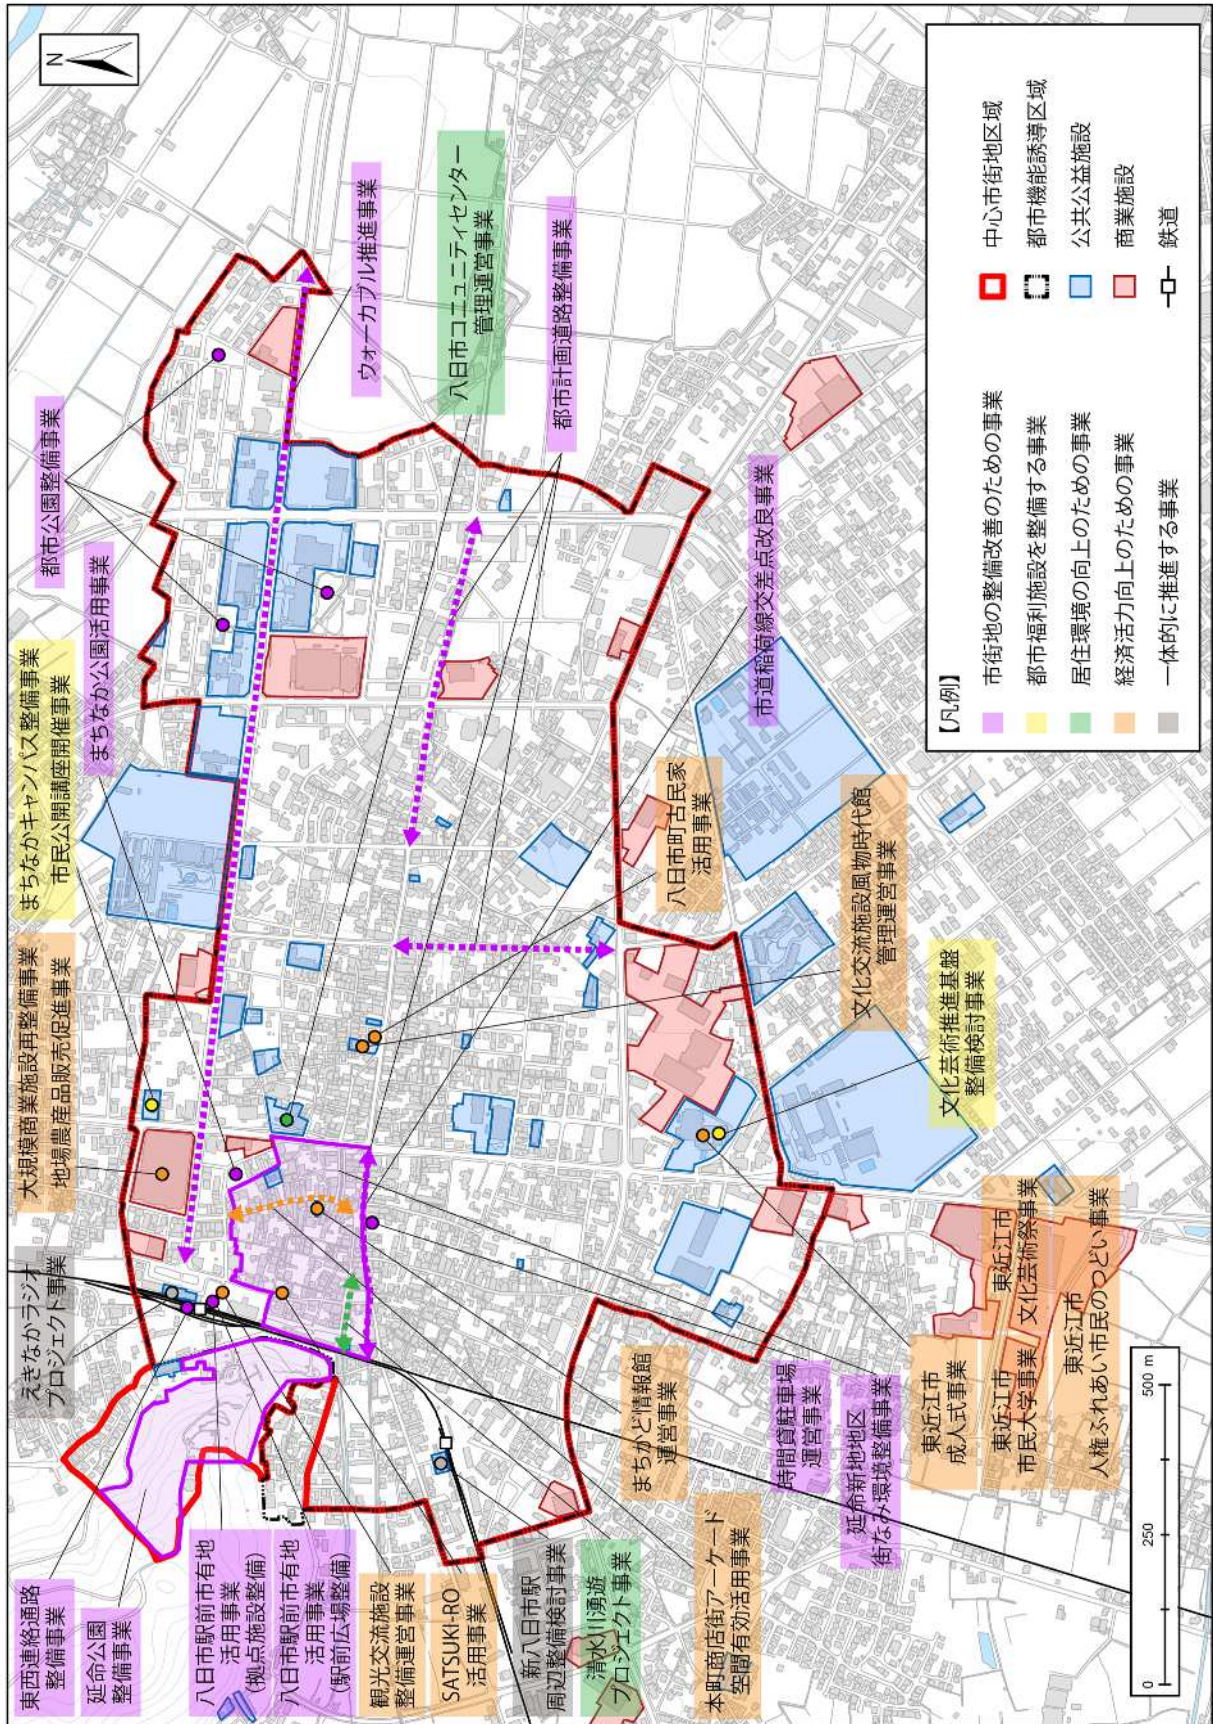 N
都市公園整備事業
まちなか公園活用事業
まちなかキャンパス整備事業
市民公開講座開催事業
大規模商業施設再整備事業
地場農産品販売促進事業
えきなかラジオ
プロジェクト事業
東西連絡通路
整備事業
延命公園
整備事業
八日市駅前市有地
活用事業
(拠点施設整備)
八日市駅前市有地
活用事業
(駅前広場整備)
観光交流施設
整備運営事業
SATSUKI-RO
活用事業
新八日市駅
周辺整備検討事業
清水川湧遊
プロジェクト事業
本町商店街アーケード
空間有効活用事業
まちかど情報館
運営事業
時間貸駐車場
運営事業
延命新地地区
街なみ環境整備事業
東近江市
成人式事業
東近江市
市民大学事業
東近江市
文化芸術祭事業
東近江市
人権ふれあい市民のつどい事業
文化芸術推進基盤
整備検討事業
文化交流施設風物時代館
管理運営事業
八日市町古民家
活用事業
市道稲荷線交差点改良事業
都市計画道路整備事業
八日市コミュニティセンター
管理運営事業
ウォーカブル推進事業
【凡例】
市街地の整備改善のための事業
都市福利施設を整備する事業
居住環境の向上のための事業
経済活力向上のための事業
一体的に推進する事業
中心市街地区域
都市機能誘導区域
公共公益施設
商業施設
鉄道
0 250 500 m